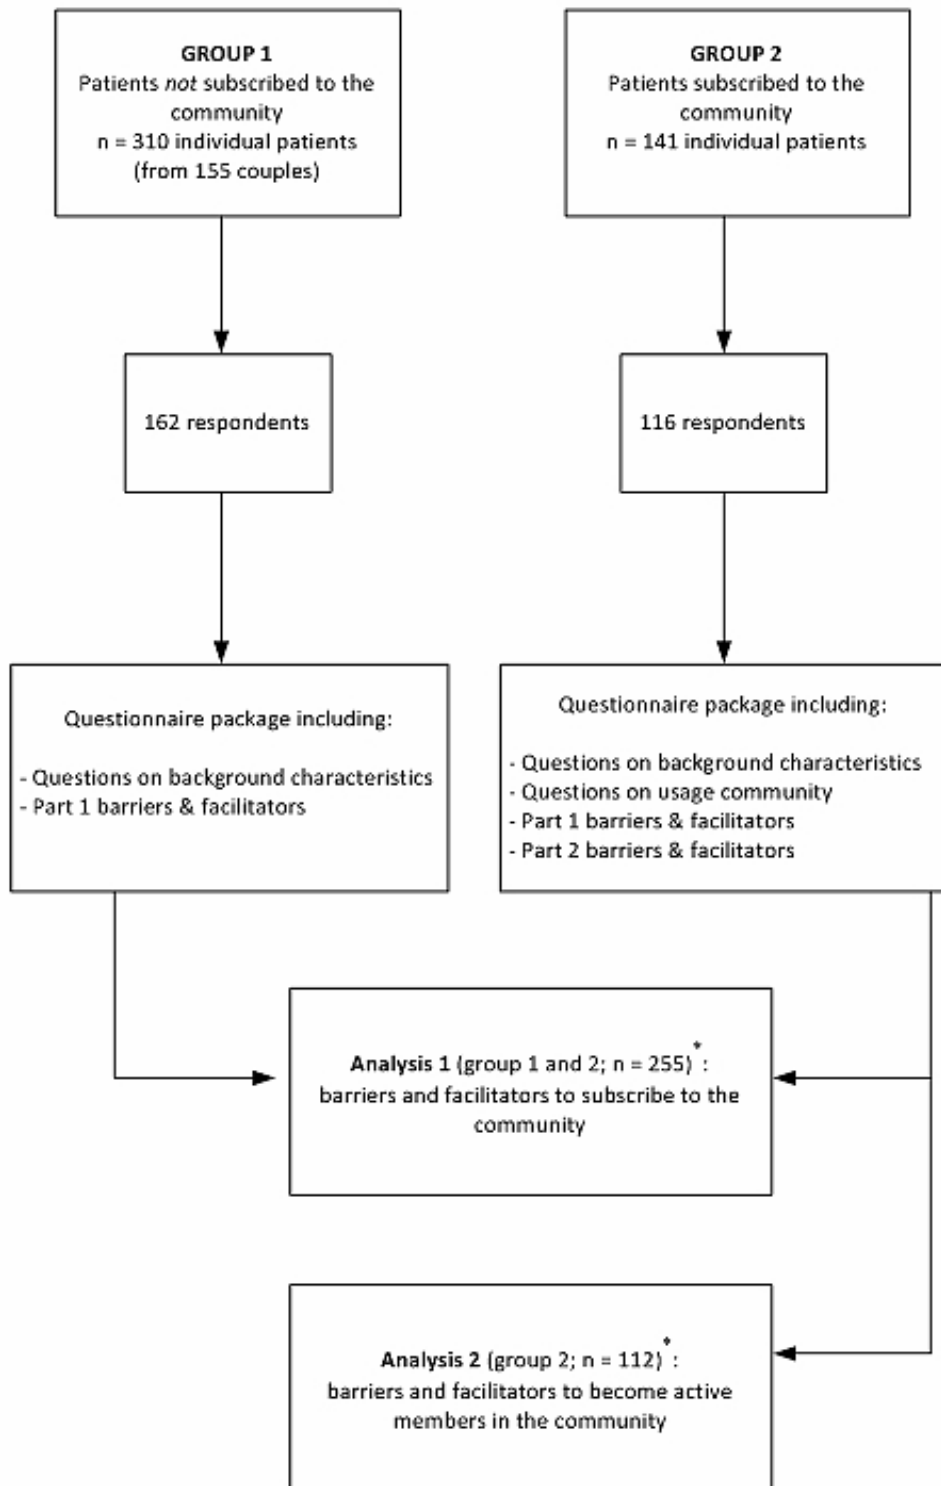 GROUP 1
Patients not subscribed to the
community
n = 310 individual patients
(from 155 couples)
GROUP 2
Patients subscribed to the
community
n = 141 individual patients
162 respondents
116 respondents
Questionnaire package including:
- Questions on background characteristics
- Part 1 barriers & facilitators
Questionnaire package including:
- Questions on background characteristics
- Questions on usage community
- Part 1 barriers & facilitators
- Part 2 barriers & facilitators
Analysis 1 (group 1 and 2; n = 255)*:
barriers and facilitators to subscribe to the
community
Analysis 2 (group 2; n = 112)*:
barriers and facilitators to become active
members in the community